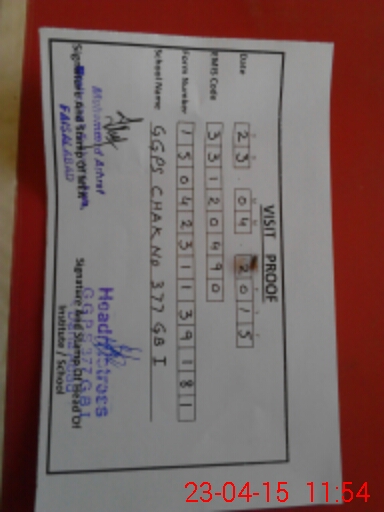 VISIT PROOF
Date 23.04.2015
EMIS Code 33120490
Form Number 1504231139181
School Name GGPS CHAK No 377 GB I
Muhammad Ashraf
FAISALABAD
Signature And Stamp Of
Headmistress
GGPS 377 GB I
Signature And Stamp Of Head Of
Institute / School
23-04-15 11:54